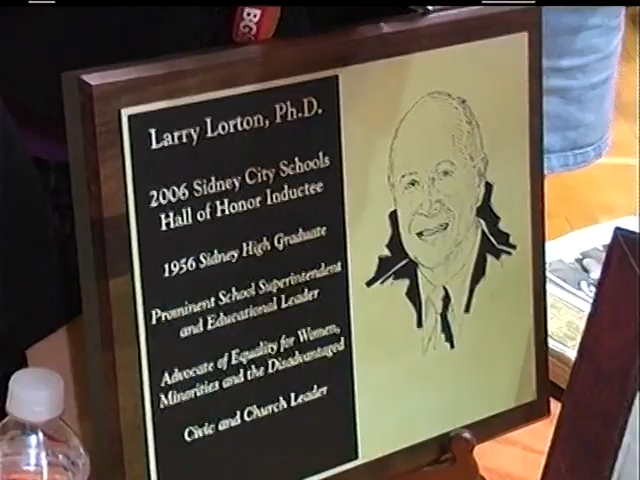 Larry Lorton, Ph.D.
2006 Sidney City Schools
Hall of Honor Inductee
1956 Sidney High Graduate
Prominent School Superintendent
and Educational Leader
Advocate of Equality for Women,
Minorities and the Disadvantaged
Civic and Church Leader